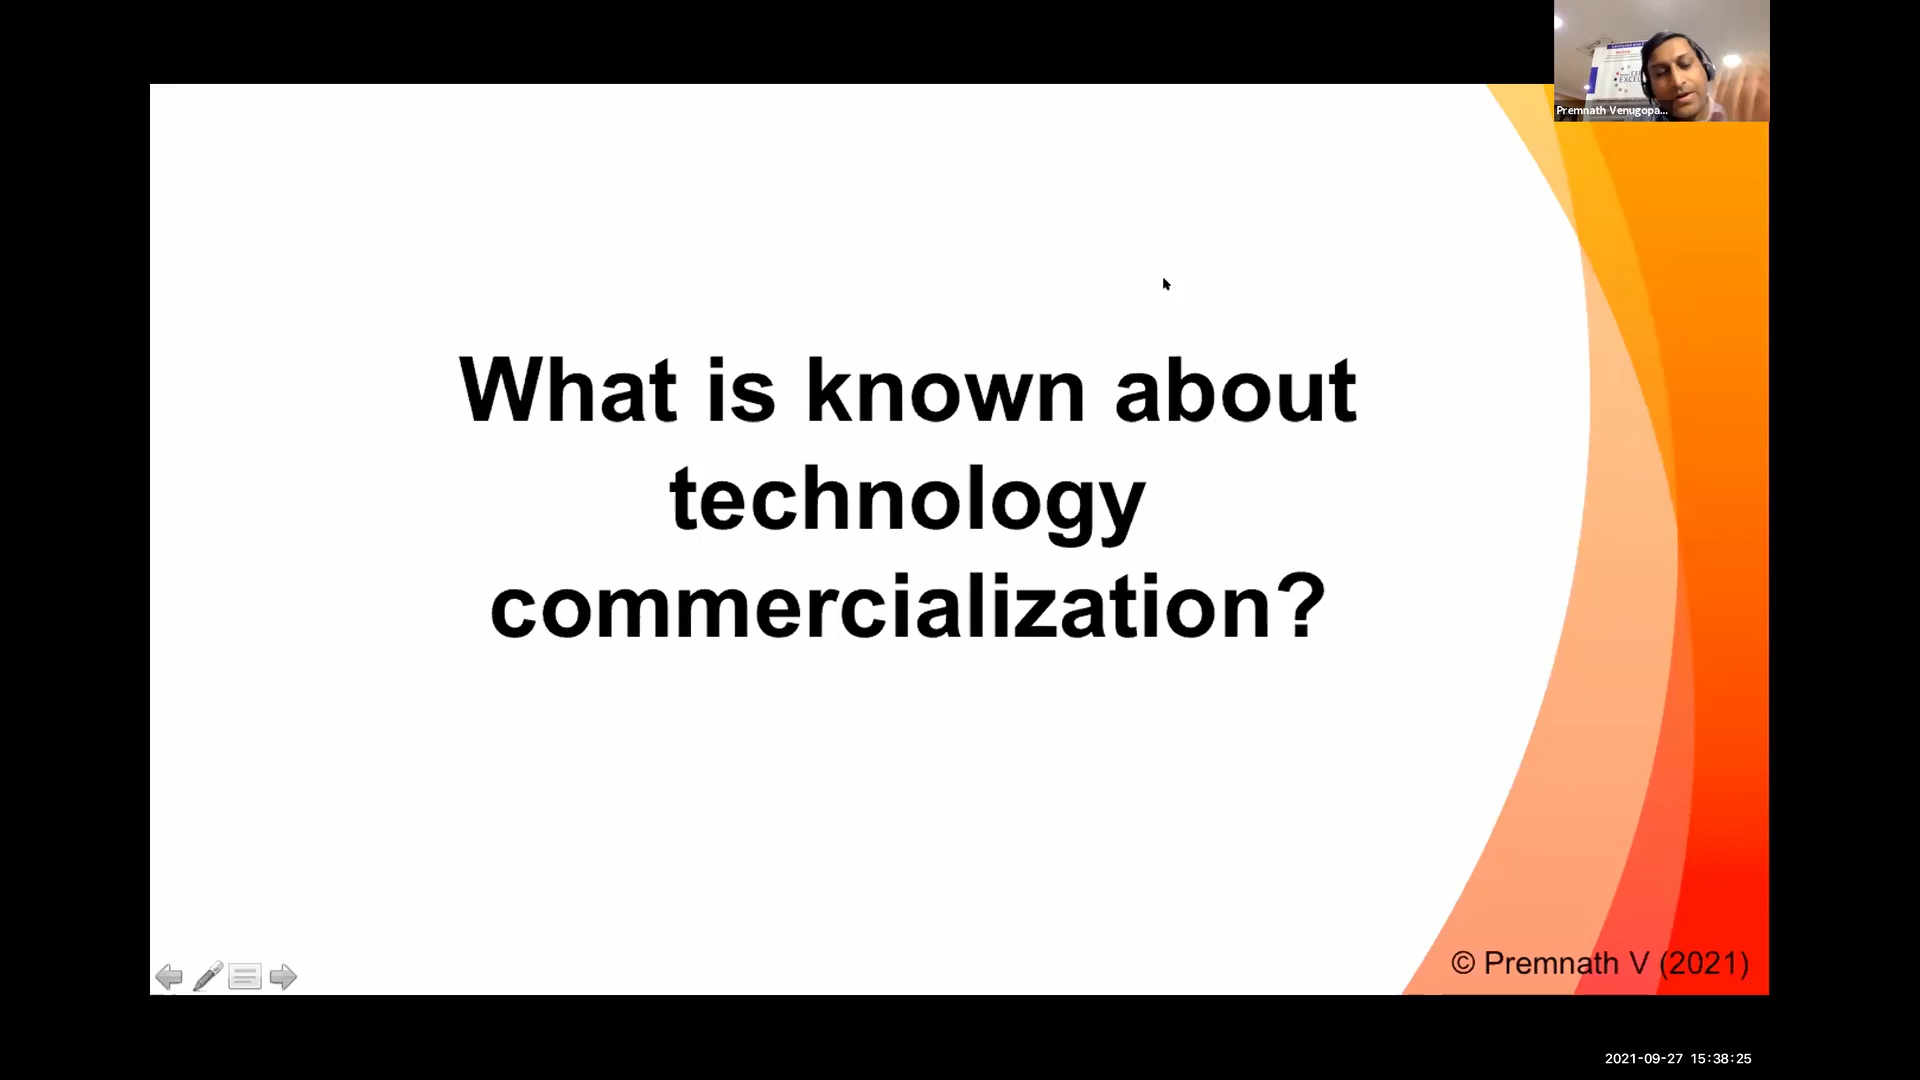 Premnath Venugopa...
What is known about
technology
commercialization?
© Premnath V (2021)
2021-09-27 15:38:25